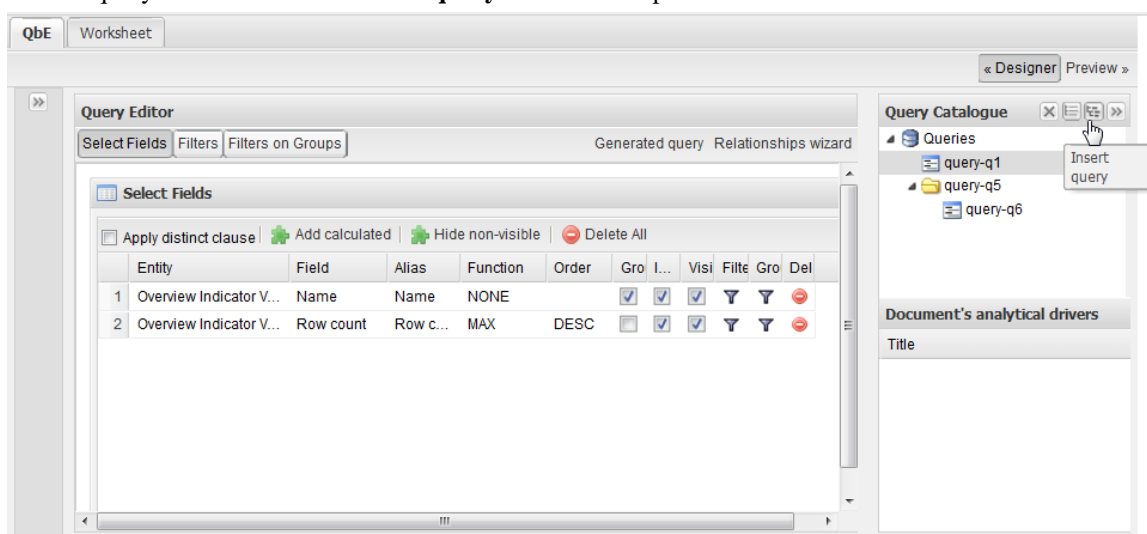 QbE Worksheet
« Designer Preview »
Query Editor
Select Fields Filters Filters on Groups Generated query Relationships wizard
Select Fields
Apply distinct clause Add calculated Hide non-visible Delete All
Entity Field Alias Function Order Gro I... Visi Filte Gro Del
1 Overview Indicator V... Name Name NONE
2 Overview Indicator V... Row count Row c... MAX DESC
Query Catalogue
Queries
query-q1
query-q5
query-q6
Insert
query
Document's analytical drivers
Title